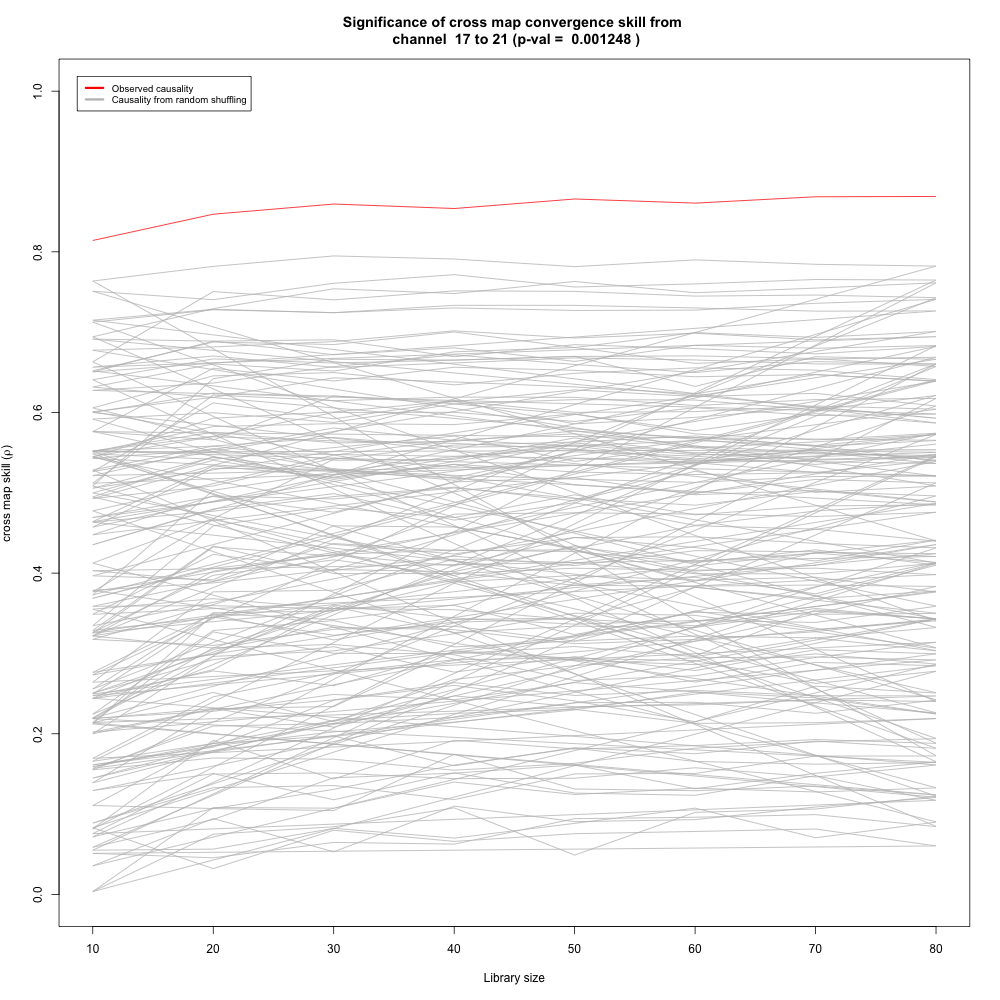 Significance of cross map convergence skill from
channel  17 to 21 (p-val =  0.001248 )
Observed causality
Causality from random shuffling
1.0
0.8
0.6
0.4
0.2
0.0
cross map skill (ρ)
10 20 30 40 50 60 70 80
Library size